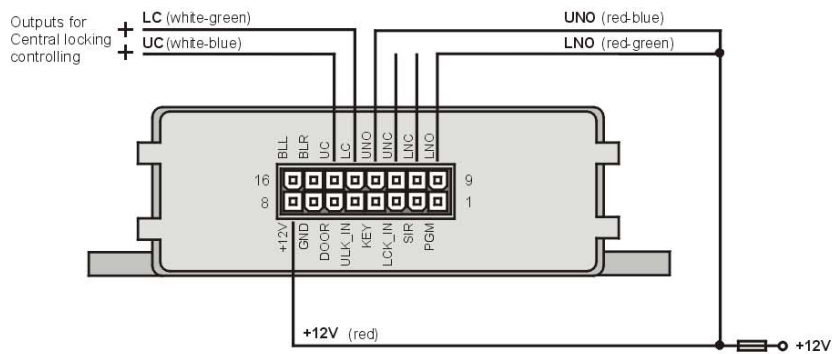 Outputs for
Central locking
controlling
+ LC (white-green)
+ UC (white-blue)
UNO (red-blue)
LNO (red-green)
BLL
BLR
UC
LC
UNO
UNC
LNC
LNO
16
9
8
1
+12V
GND
DOOR
ULK_IN
KEY
LCK_IN
SIR
PGM
+12V (red)
+12V